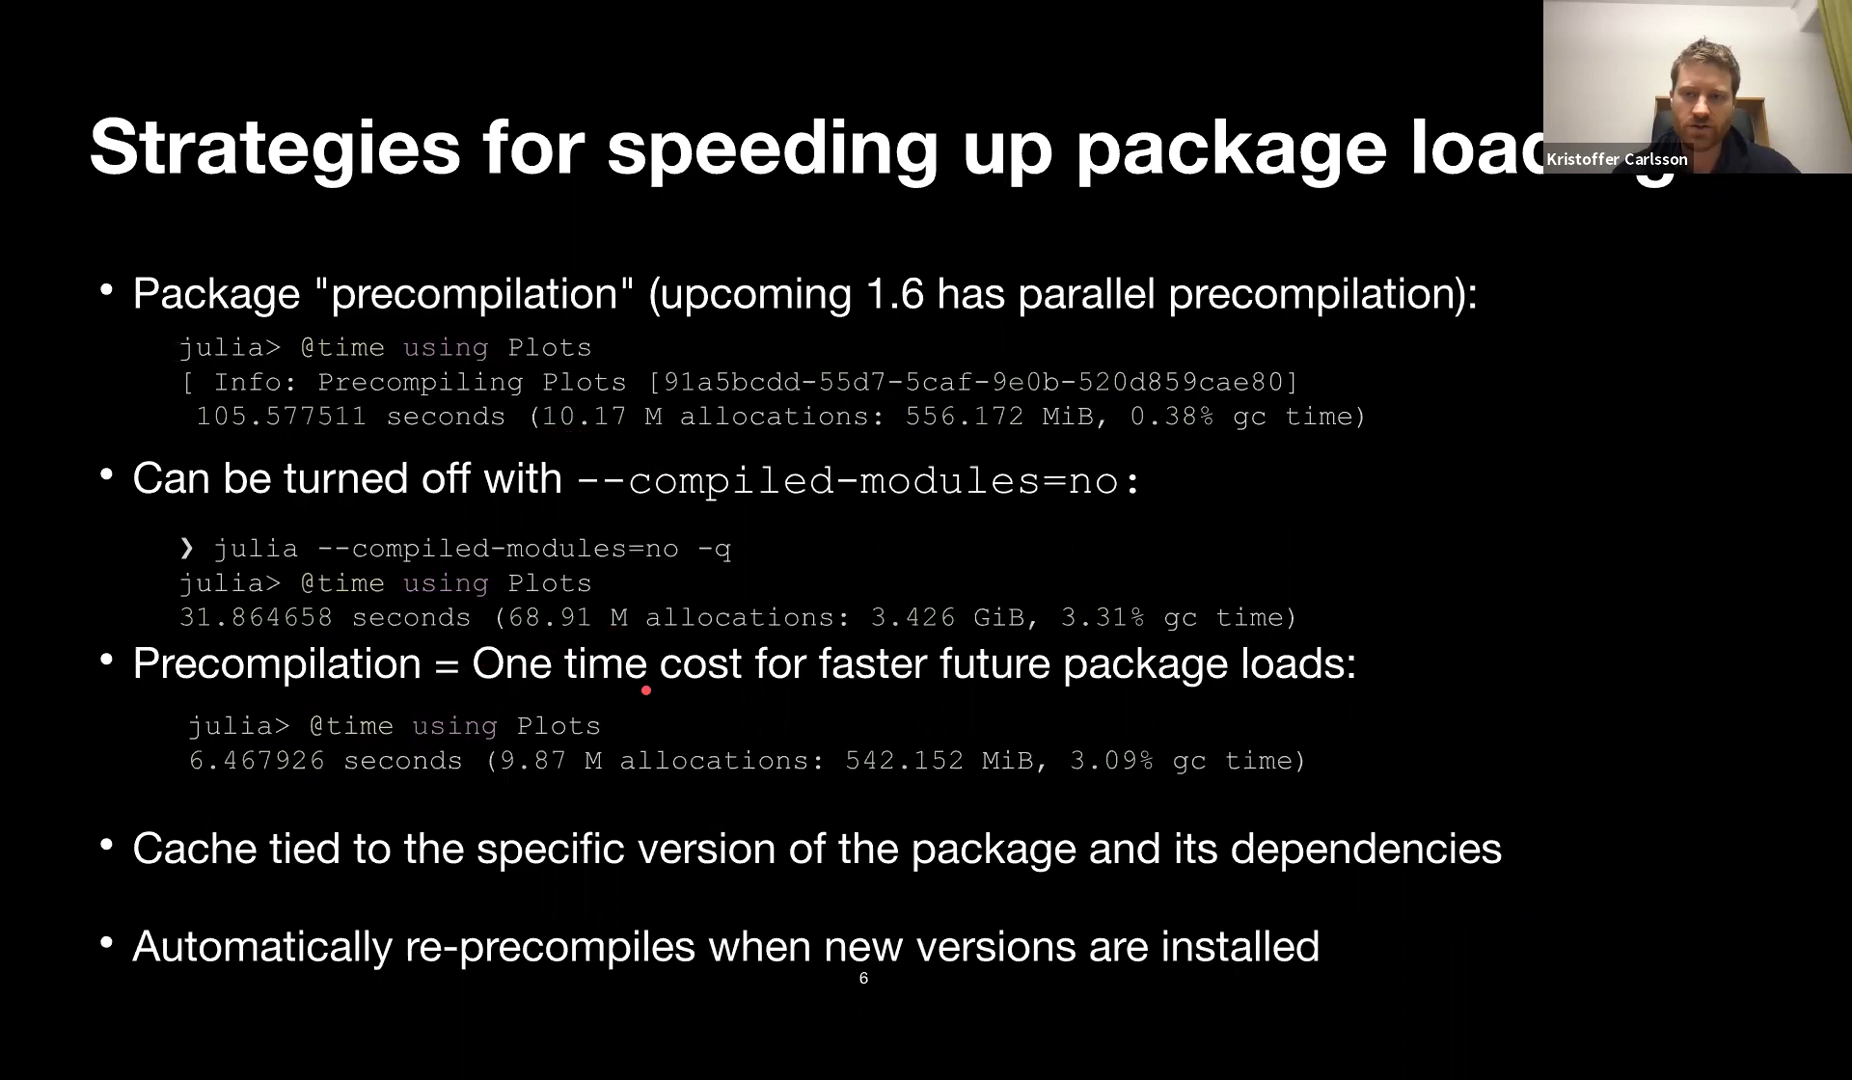 Kristoffer Carlsson
Strategies for speeding up package
• Package "precompilation" (upcoming 1.6 has parallel precompilation):
julia> @time using Plots
[ Info: Precompiling Plots [91a5bcdd-55d7-5caf-9e0b-520d859cae80]
105.577511 seconds (10.17 M allocations: 556.172 MiB, 0.38% gc time)
• Can be turned off with --compiled-modules=no:
❯ julia --compiled-modules=no -q
julia> @time using Plots
31.864658 seconds (68.91 M allocations: 3.426 GiB, 3.31% gc time)
• Precompilation = One time cost for faster future package loads:
julia> @time using Plots
6.467926 seconds (9.87 M allocations: 542.152 MiB, 3.09% gc time)
• Cache tied to the specific version of the package and its dependencies
• Automatically re-precompiles when new versions are installed
6